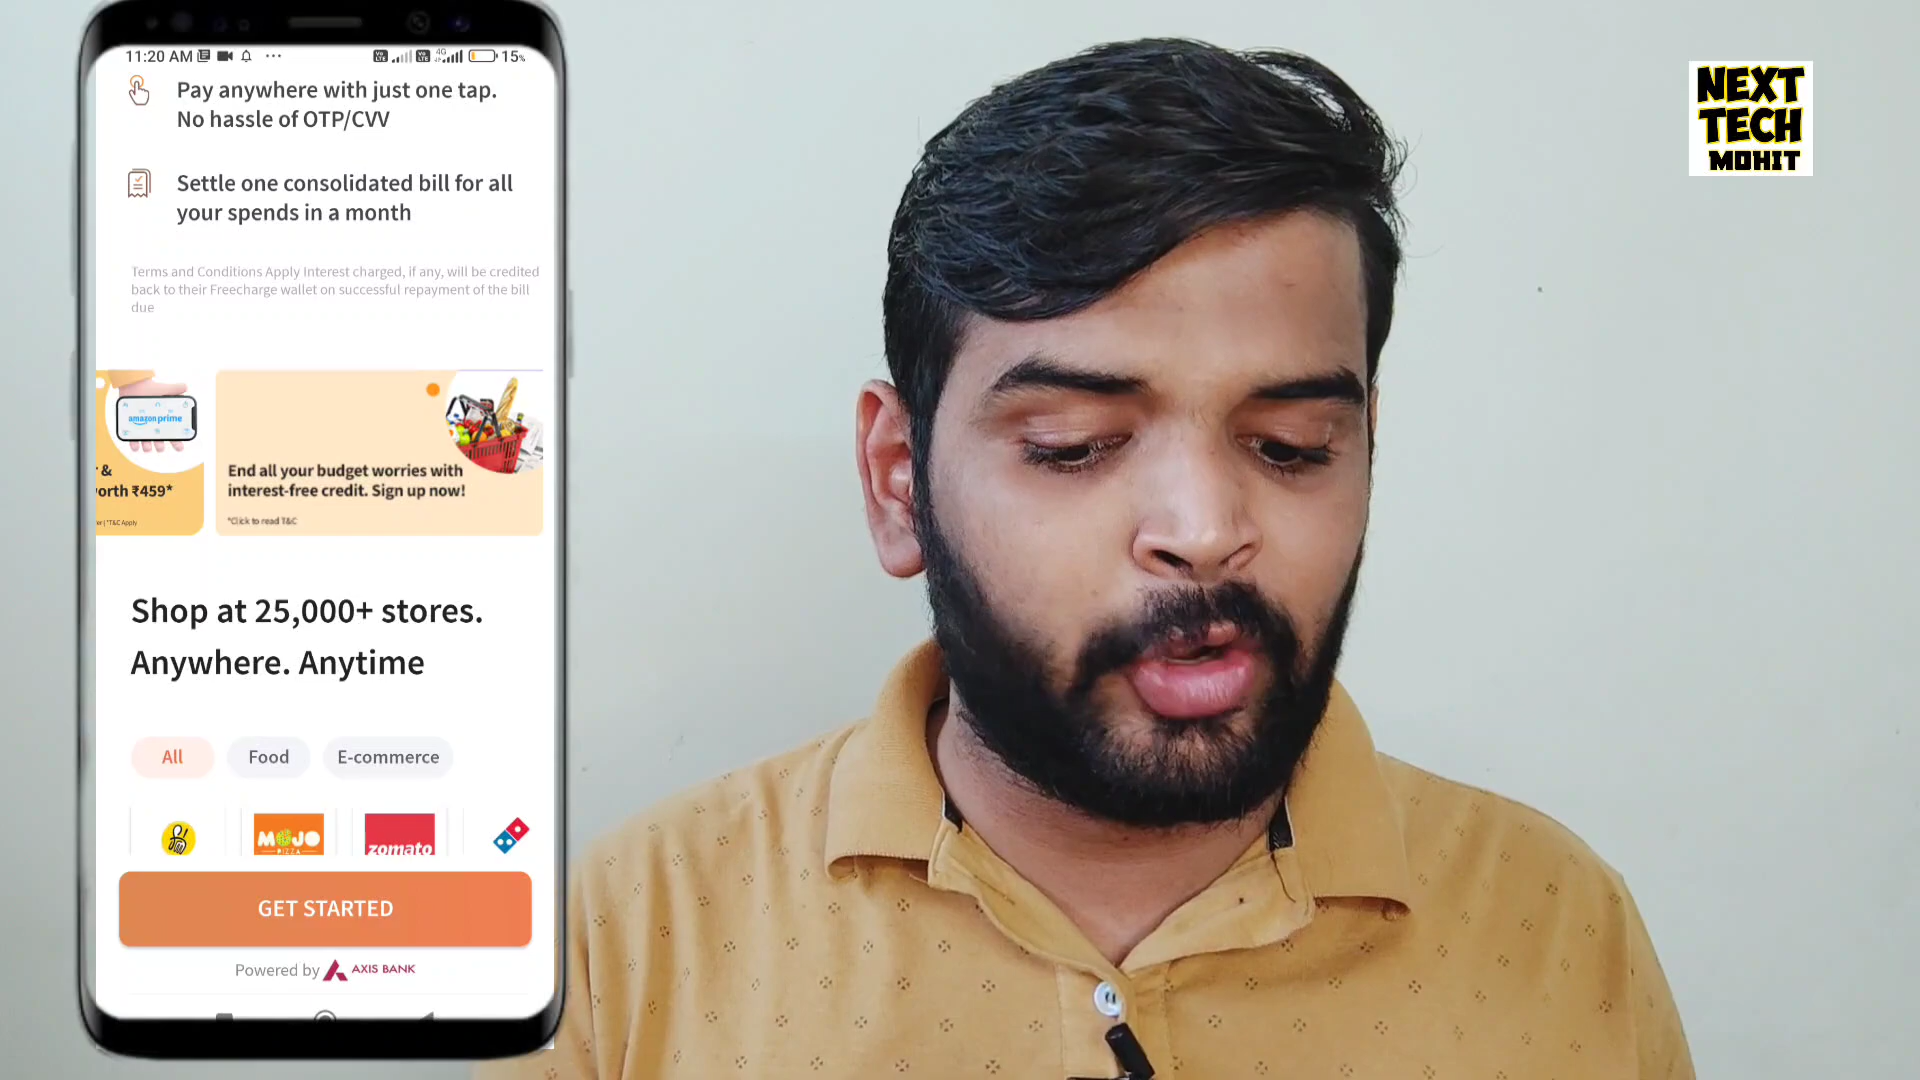 11:20 AM
4G
15%
Pay anywhere with just one tap.
No hassle of OTP/CVV
Settle one consolidated bill for all
your spends in a month
Terms and Conditions Apply Interest charged, if any, will be credited
back to their Freecharge wallet on successful repayment of the bill
due
amazon prime
&
orth ₹459*
*T&C Apply
End all your budget worries with
interest-free credit. Sign up now!
*Click to read T&C
Shop at 25,000+ stores.
Anywhere. Anytime
All
Food
E-commerce
MOJO
PIZZA
zomato
GET STARTED
Powered by AXIS BANK
NEXT
TECH
MOHIT